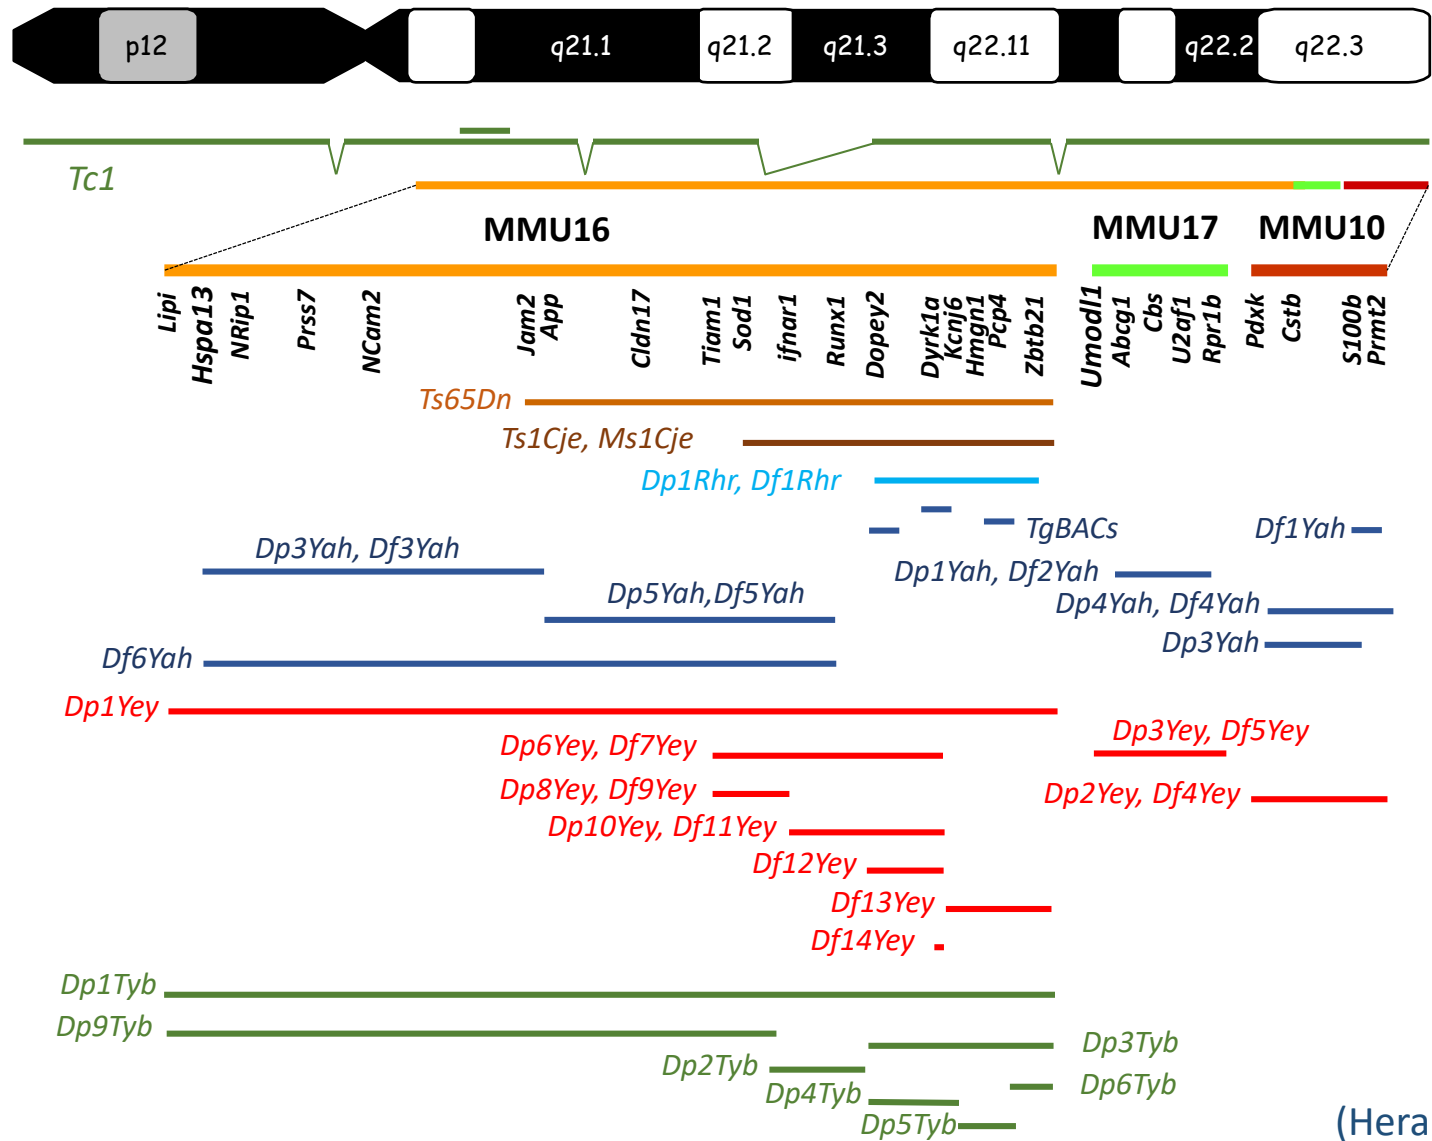 p12 q21.1 q21.2 q21.3 q22.11 q22.2 q22.3
Tc1
MMU16 MMU17 MMU10
Lipi Hspa13 NRip1 Prss7 NCam2 Jam2 App Cldn17 Tiam1 Sod1 ifnar1 Runx1 Dopey2 Dyrk1a Kcnj6 Hmgn1 Pcp4 Zbtb21 Umodl1 Abcg1 Cbs U2af1 Rpr1b Pdxk Cstb S100b Prmt2
Ts65Dn
Ts1Cje, Ms1Cje
Dp1Rhr, Df1Rhr
TgBACs Df1Yah
Dp3Yah, Df3Yah
Dp1Yah, Df2Yah
Dp5Yah,Df5Yah
Dp4Yah, Df4Yah
Dp3Yah
Df6Yah
Dp1Yey
Dp3Yey, Df5Yey
Dp6Yey, Df7Yey
Dp8Yey, Df9Yey
Dp2Yey, Df4Yey
Dp10Yey, Df11Yey
Df12Yey
Df13Yey
Df14Yey
Dp1Tyb
Dp9Tyb
Dp3Tyb
Dp2Tyb
Dp6Tyb
Dp4Tyb
Dp5Tyb
(Hera